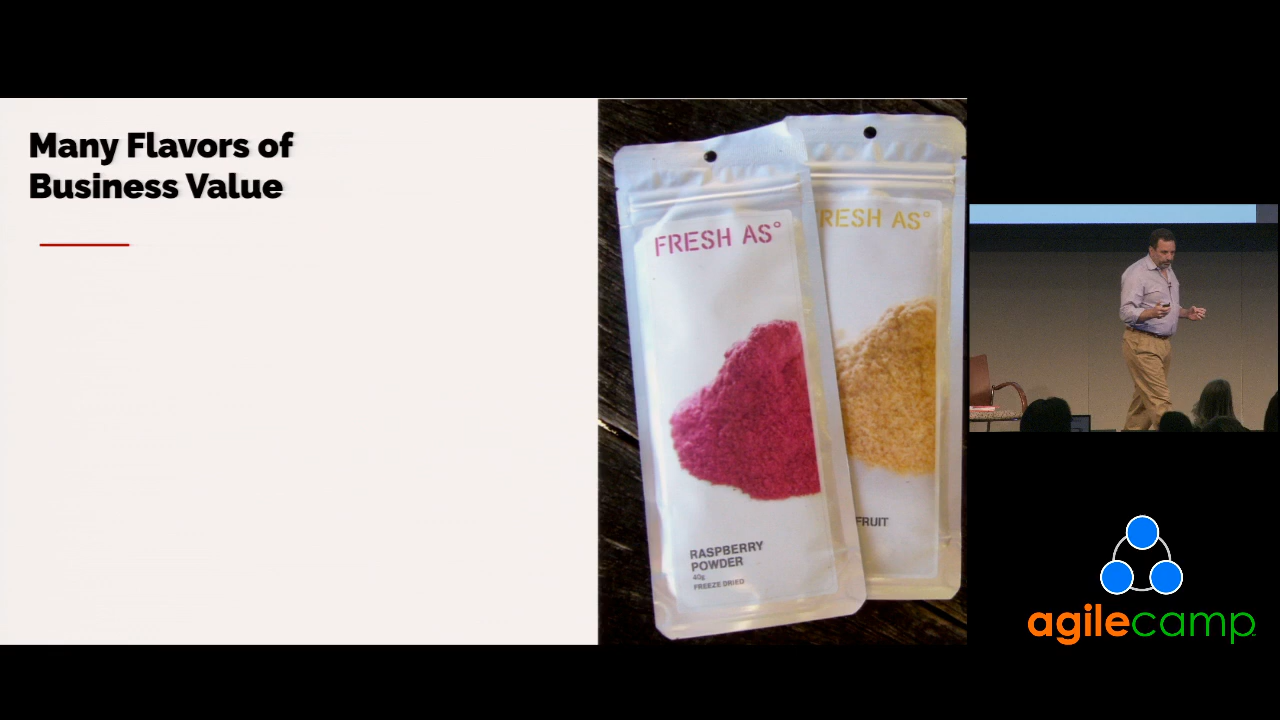 Many Flavors of
Business Value
FRESH AS°
RASPBERRY
POWDER
40g
FREEZE DRIED
RESH AS°
FRUIT
agilecamp